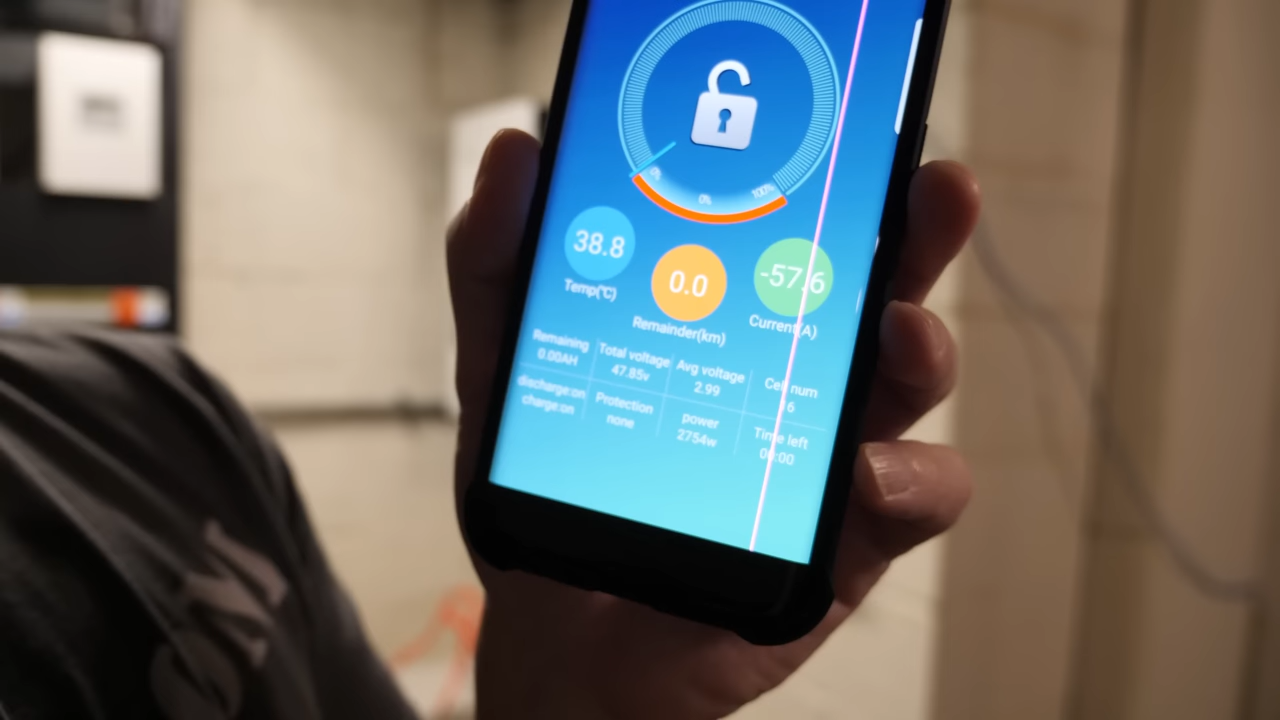 0%
0%
100%
38.8
0.0
-57.6
Temp(℃)
Remainder(km)
Current(A)
Remaining
0.00AH
Total voltage
47.85v
Avg voltage
2.99
Cell num
discharge:on
charge:on
Protection
none
power
2754w
Time left
00:00